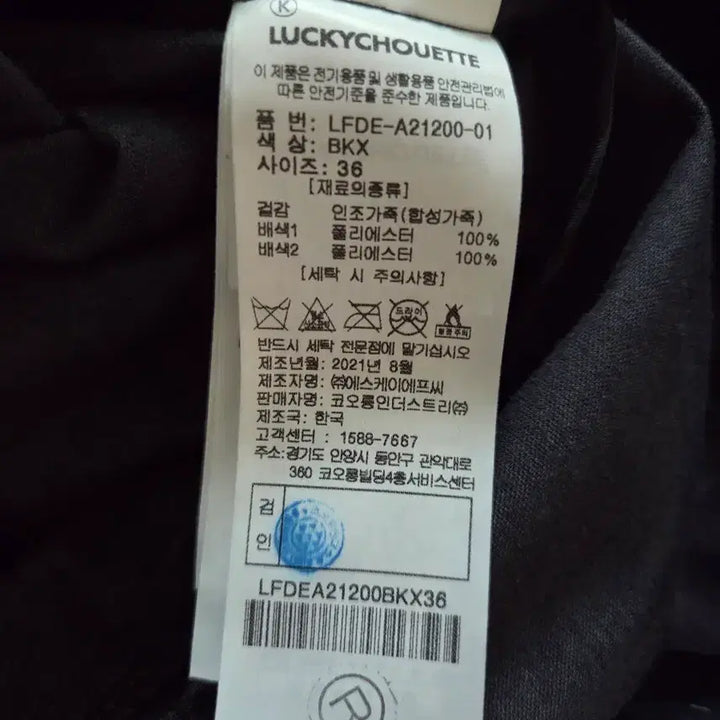 K
LUCKYCHOUETTE
이 제품은 전기용품 및 생활용품 안전관리법에
따른 안전기준을 준수한 제품입니다.
품 번: LFDE-A21200-01
색 상: BKX
사이즈: 36
[재료의종류]
겉감 인조가죽(합성가죽)
배색1 폴리에스터 100%
배색2 폴리에스터 100%
[세탁 시 주의사항]
드라이
반드시 세탁 전문점에 맡기십시오
제조년월: 2021년 8월
제조자명: ㈜에스케이에프씨
판매자명: 코오롱인더스트리㈜
제조국: 한국
고객센터 : 1588-7667
주소:경기도 안양시 동안구 관악대로
360 코오롱빌딩4층서비스센터
검
인
LFDEA21200BKX36
R